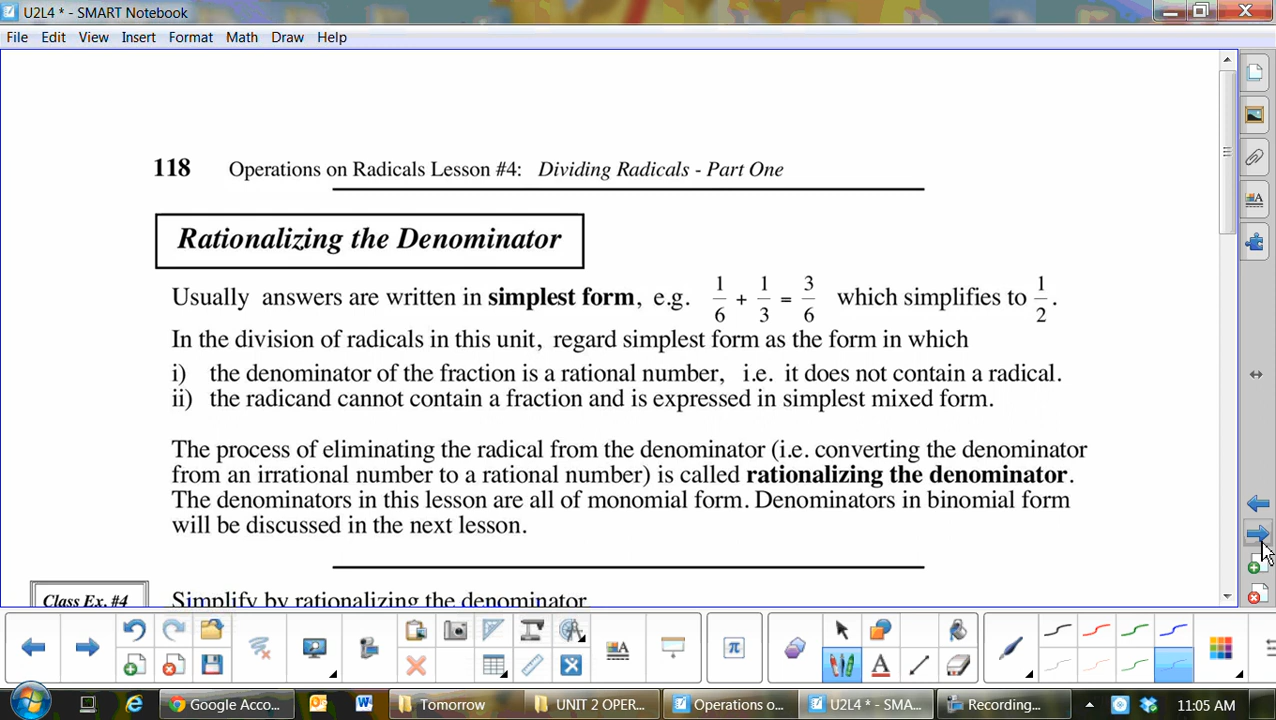 U2L4 * - SMART Notebook
File Edit View Insert Format Math Draw Help
118 Operations on Radicals Lesson #4: Dividing Radicals - Part One
Rationalizing the Denominator
Usually answers are written in simplest form, e.g. 1/6 + 1/3 = 3/6 which simplifies to 1/2.
In the division of radicals in this unit, regard simplest form as the form in which
i) the denominator of the fraction is a rational number, i.e. it does not contain a radical.
ii) the radicand cannot contain a fraction and is expressed in simplest mixed form.
The process of eliminating the radical from the denominator (i.e. converting the denominator
from an irrational number to a rational number) is called rationalizing the denominator.
The denominators in this lesson are all of monomial form. Denominators in binomial form
will be discussed in the next lesson.
Class Ex. #4 Simplify by rationalizing the denominator
Google Acco... Tomorrow UNIT 2 OPER... Operations o... U2L4 * - SMA... Recording... 11:05 AM